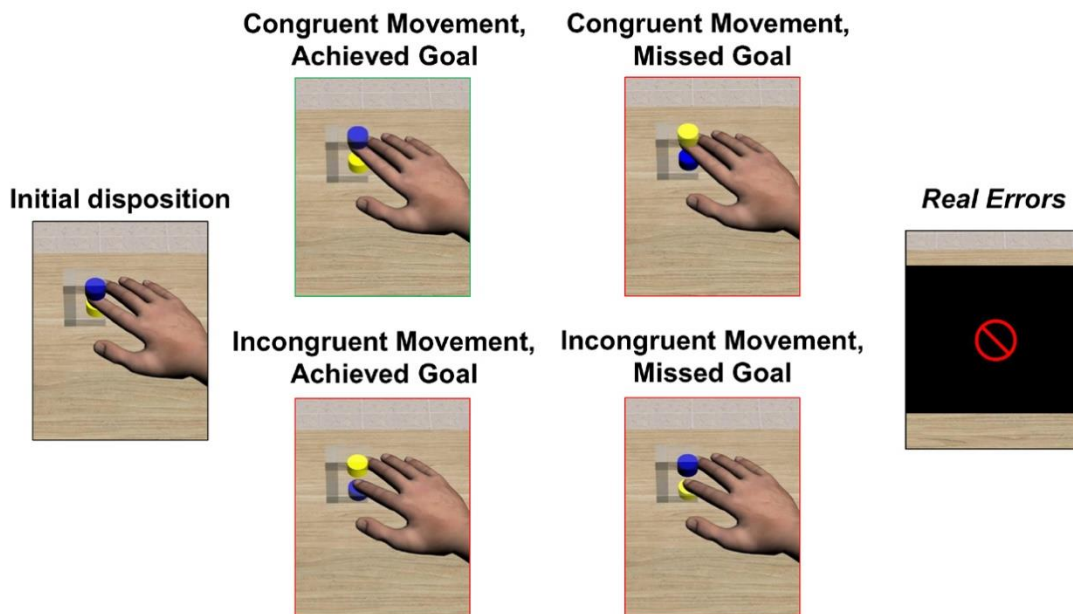 Congruent Movement,
Achieved Goal
Congruent Movement,
Missed Goal
Initial disposition
Real Errors
Incongruent Movement,
Achieved Goal
Incongruent Movement,
Missed Goal